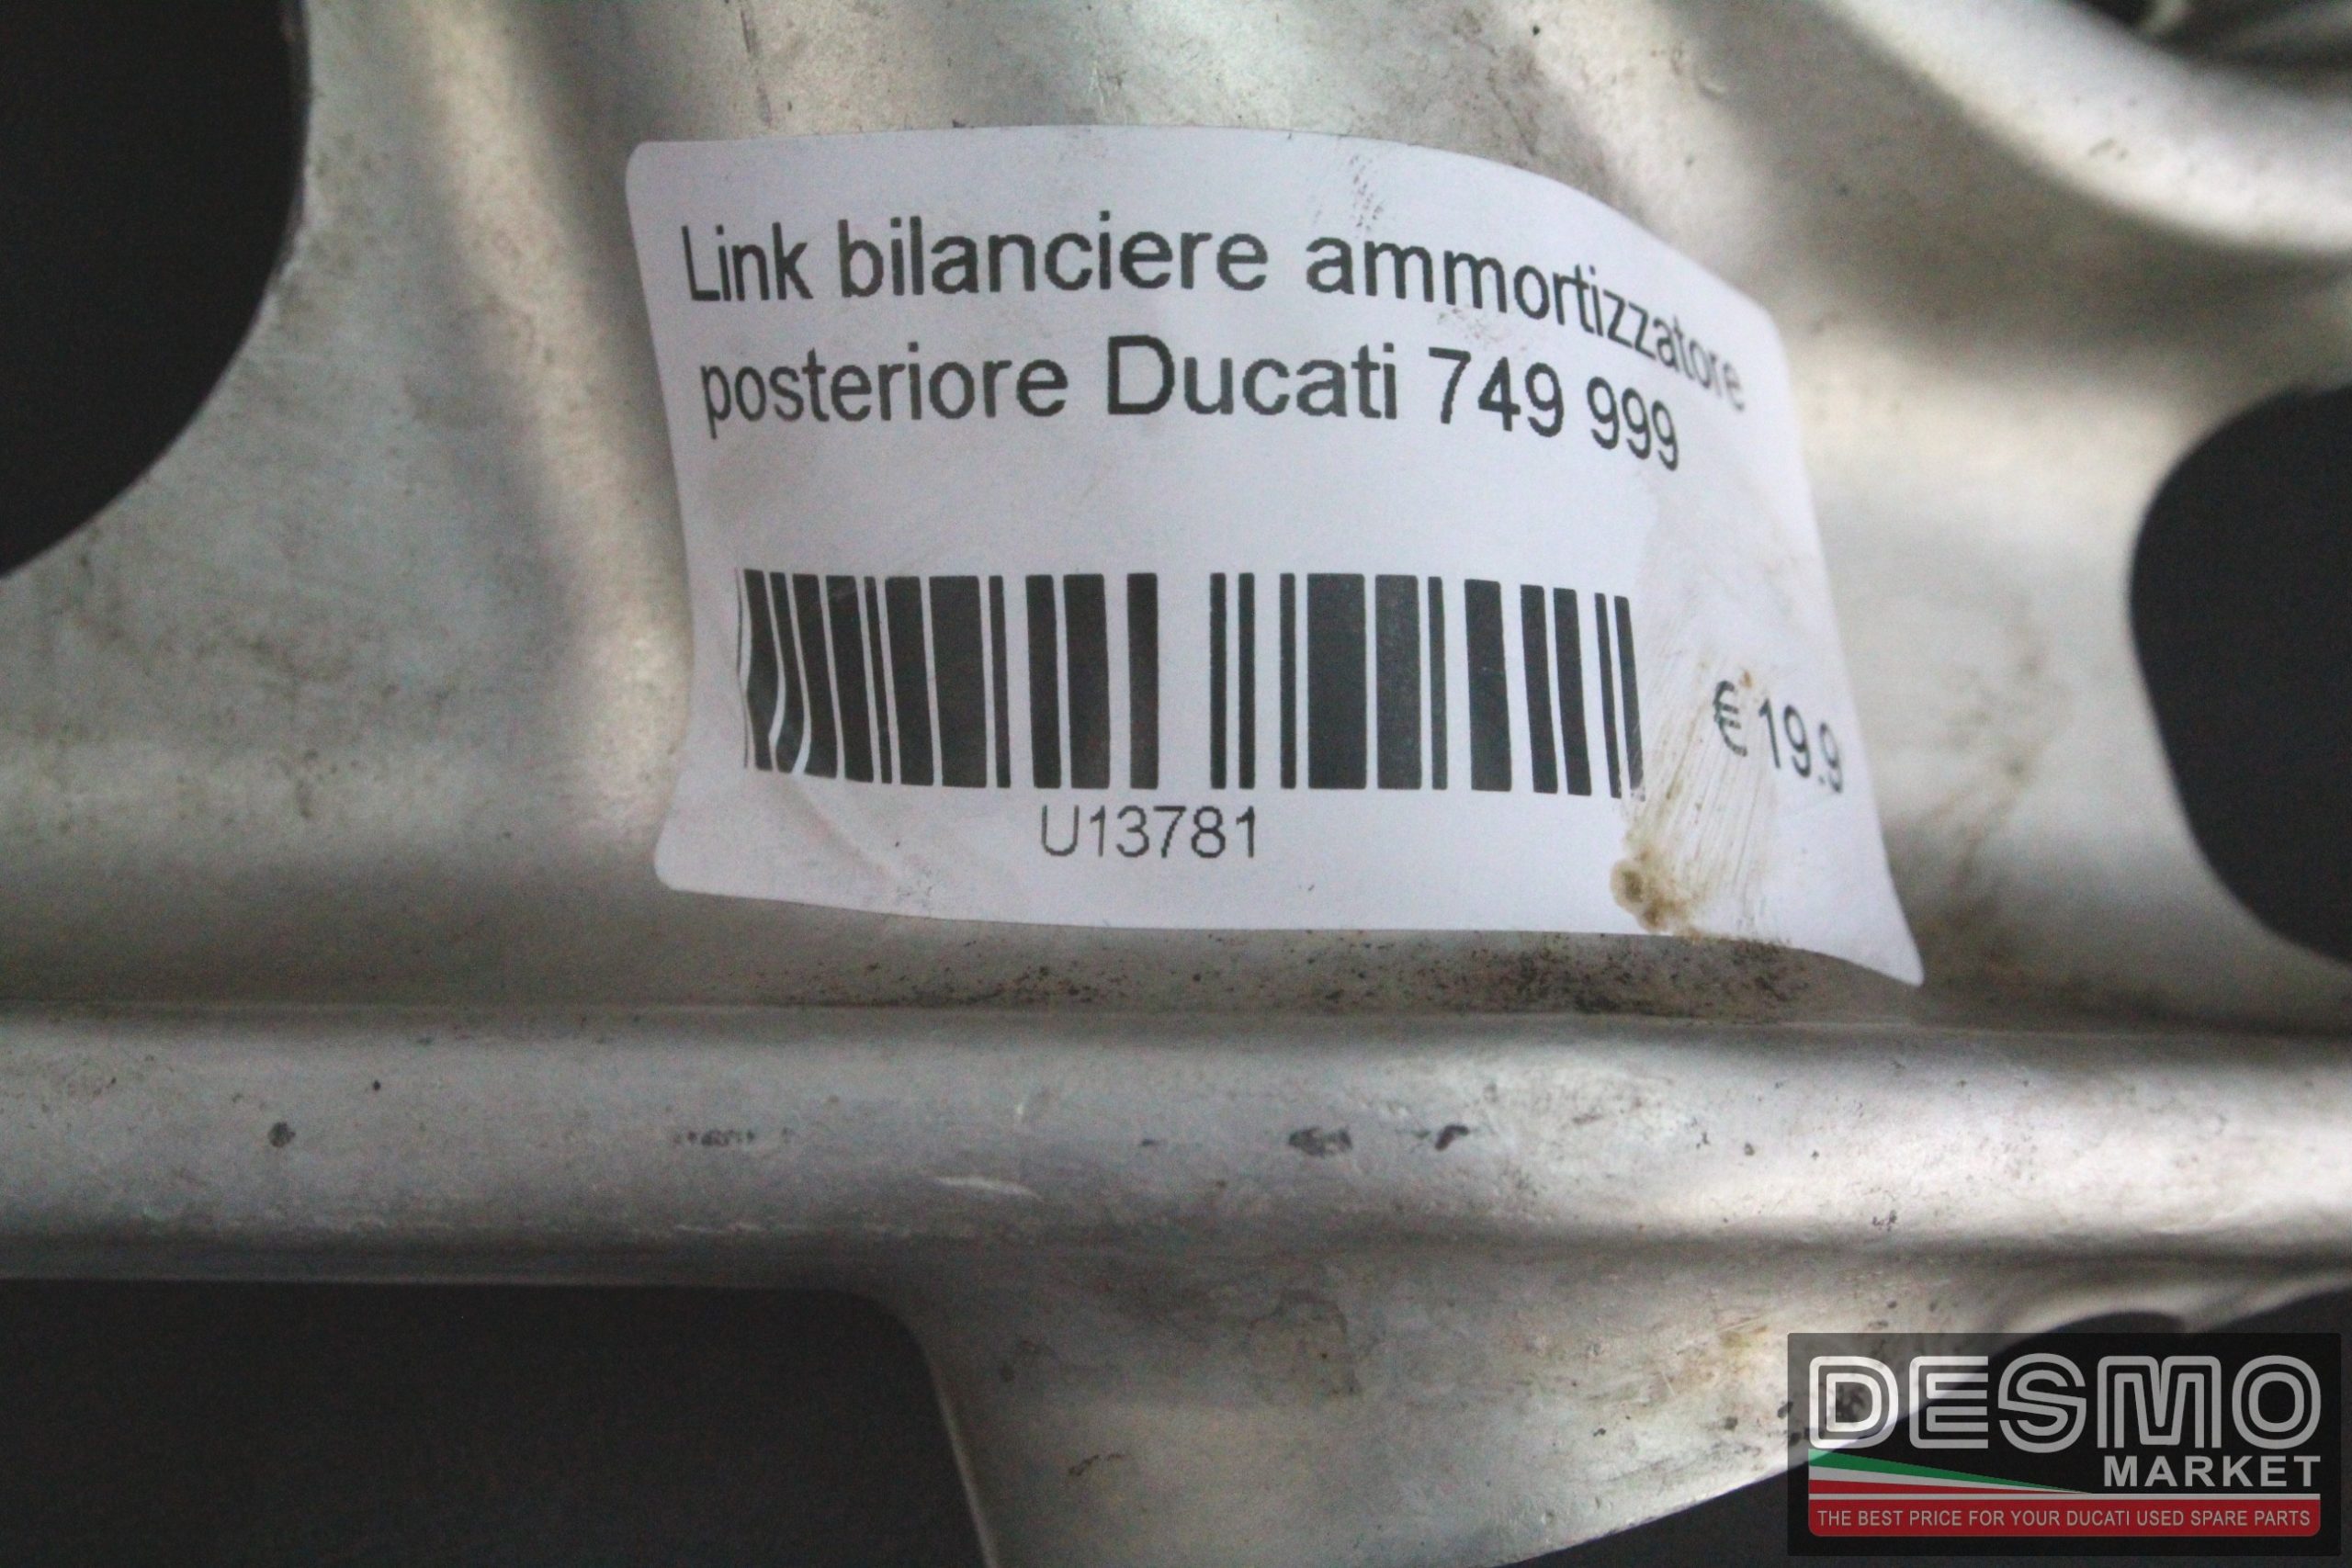 Link bilanciere ammortizzatore
posteriore Ducati 749 999
€ 19.9
U13781
DESMO
MARKET
THE BEST PRICE FOR YOUR DUCATI USED SPARE PARTS